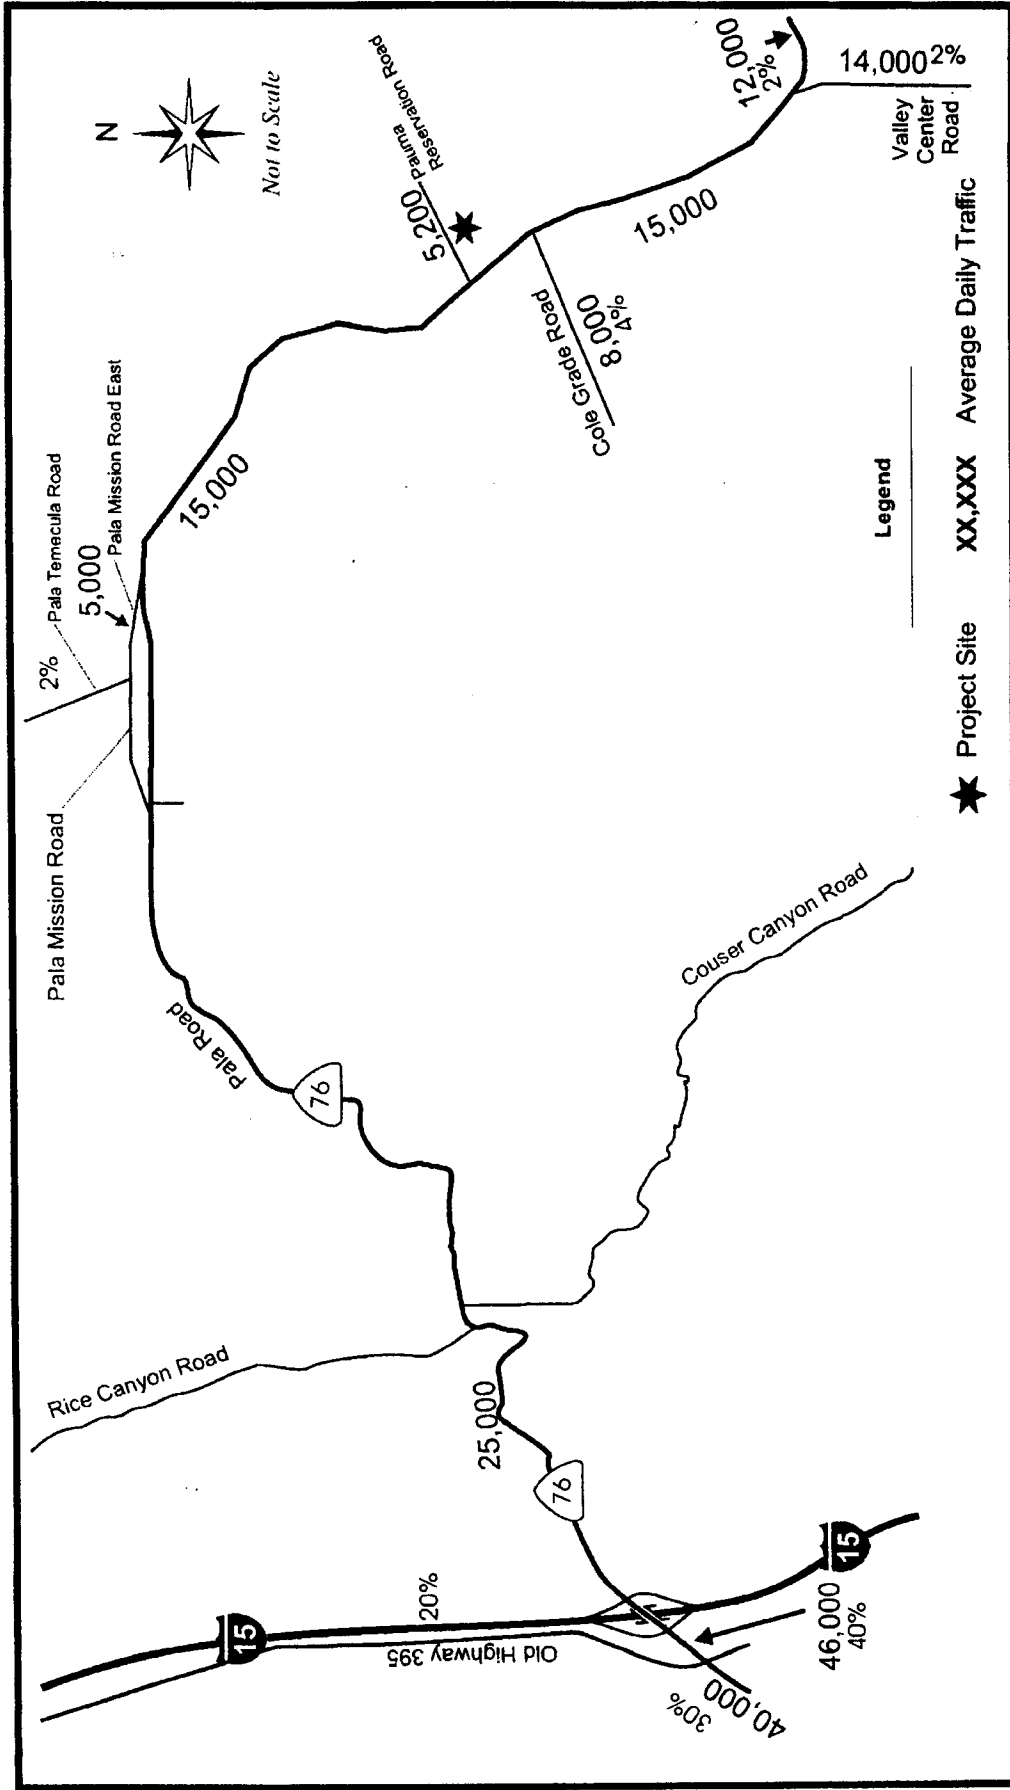 N
Not to Scale
Pala Temecula Road
2%
5,000
Pala Mission Road East
Pala Mission Road
15,000
5,200
Pauma
Reservation Road
Cole Grade Road
8,000
4%
15,000
12,000
2%
14,000 2%
Valley
Center
Road
Pala Road
76
Couser Canyon Road
Rice Canyon Road
25,000
76
15
20%
Old Highway 395
15
46,000
40%
40,000
30%
Legend
Project Site
XX,XXX Average Daily Traffic